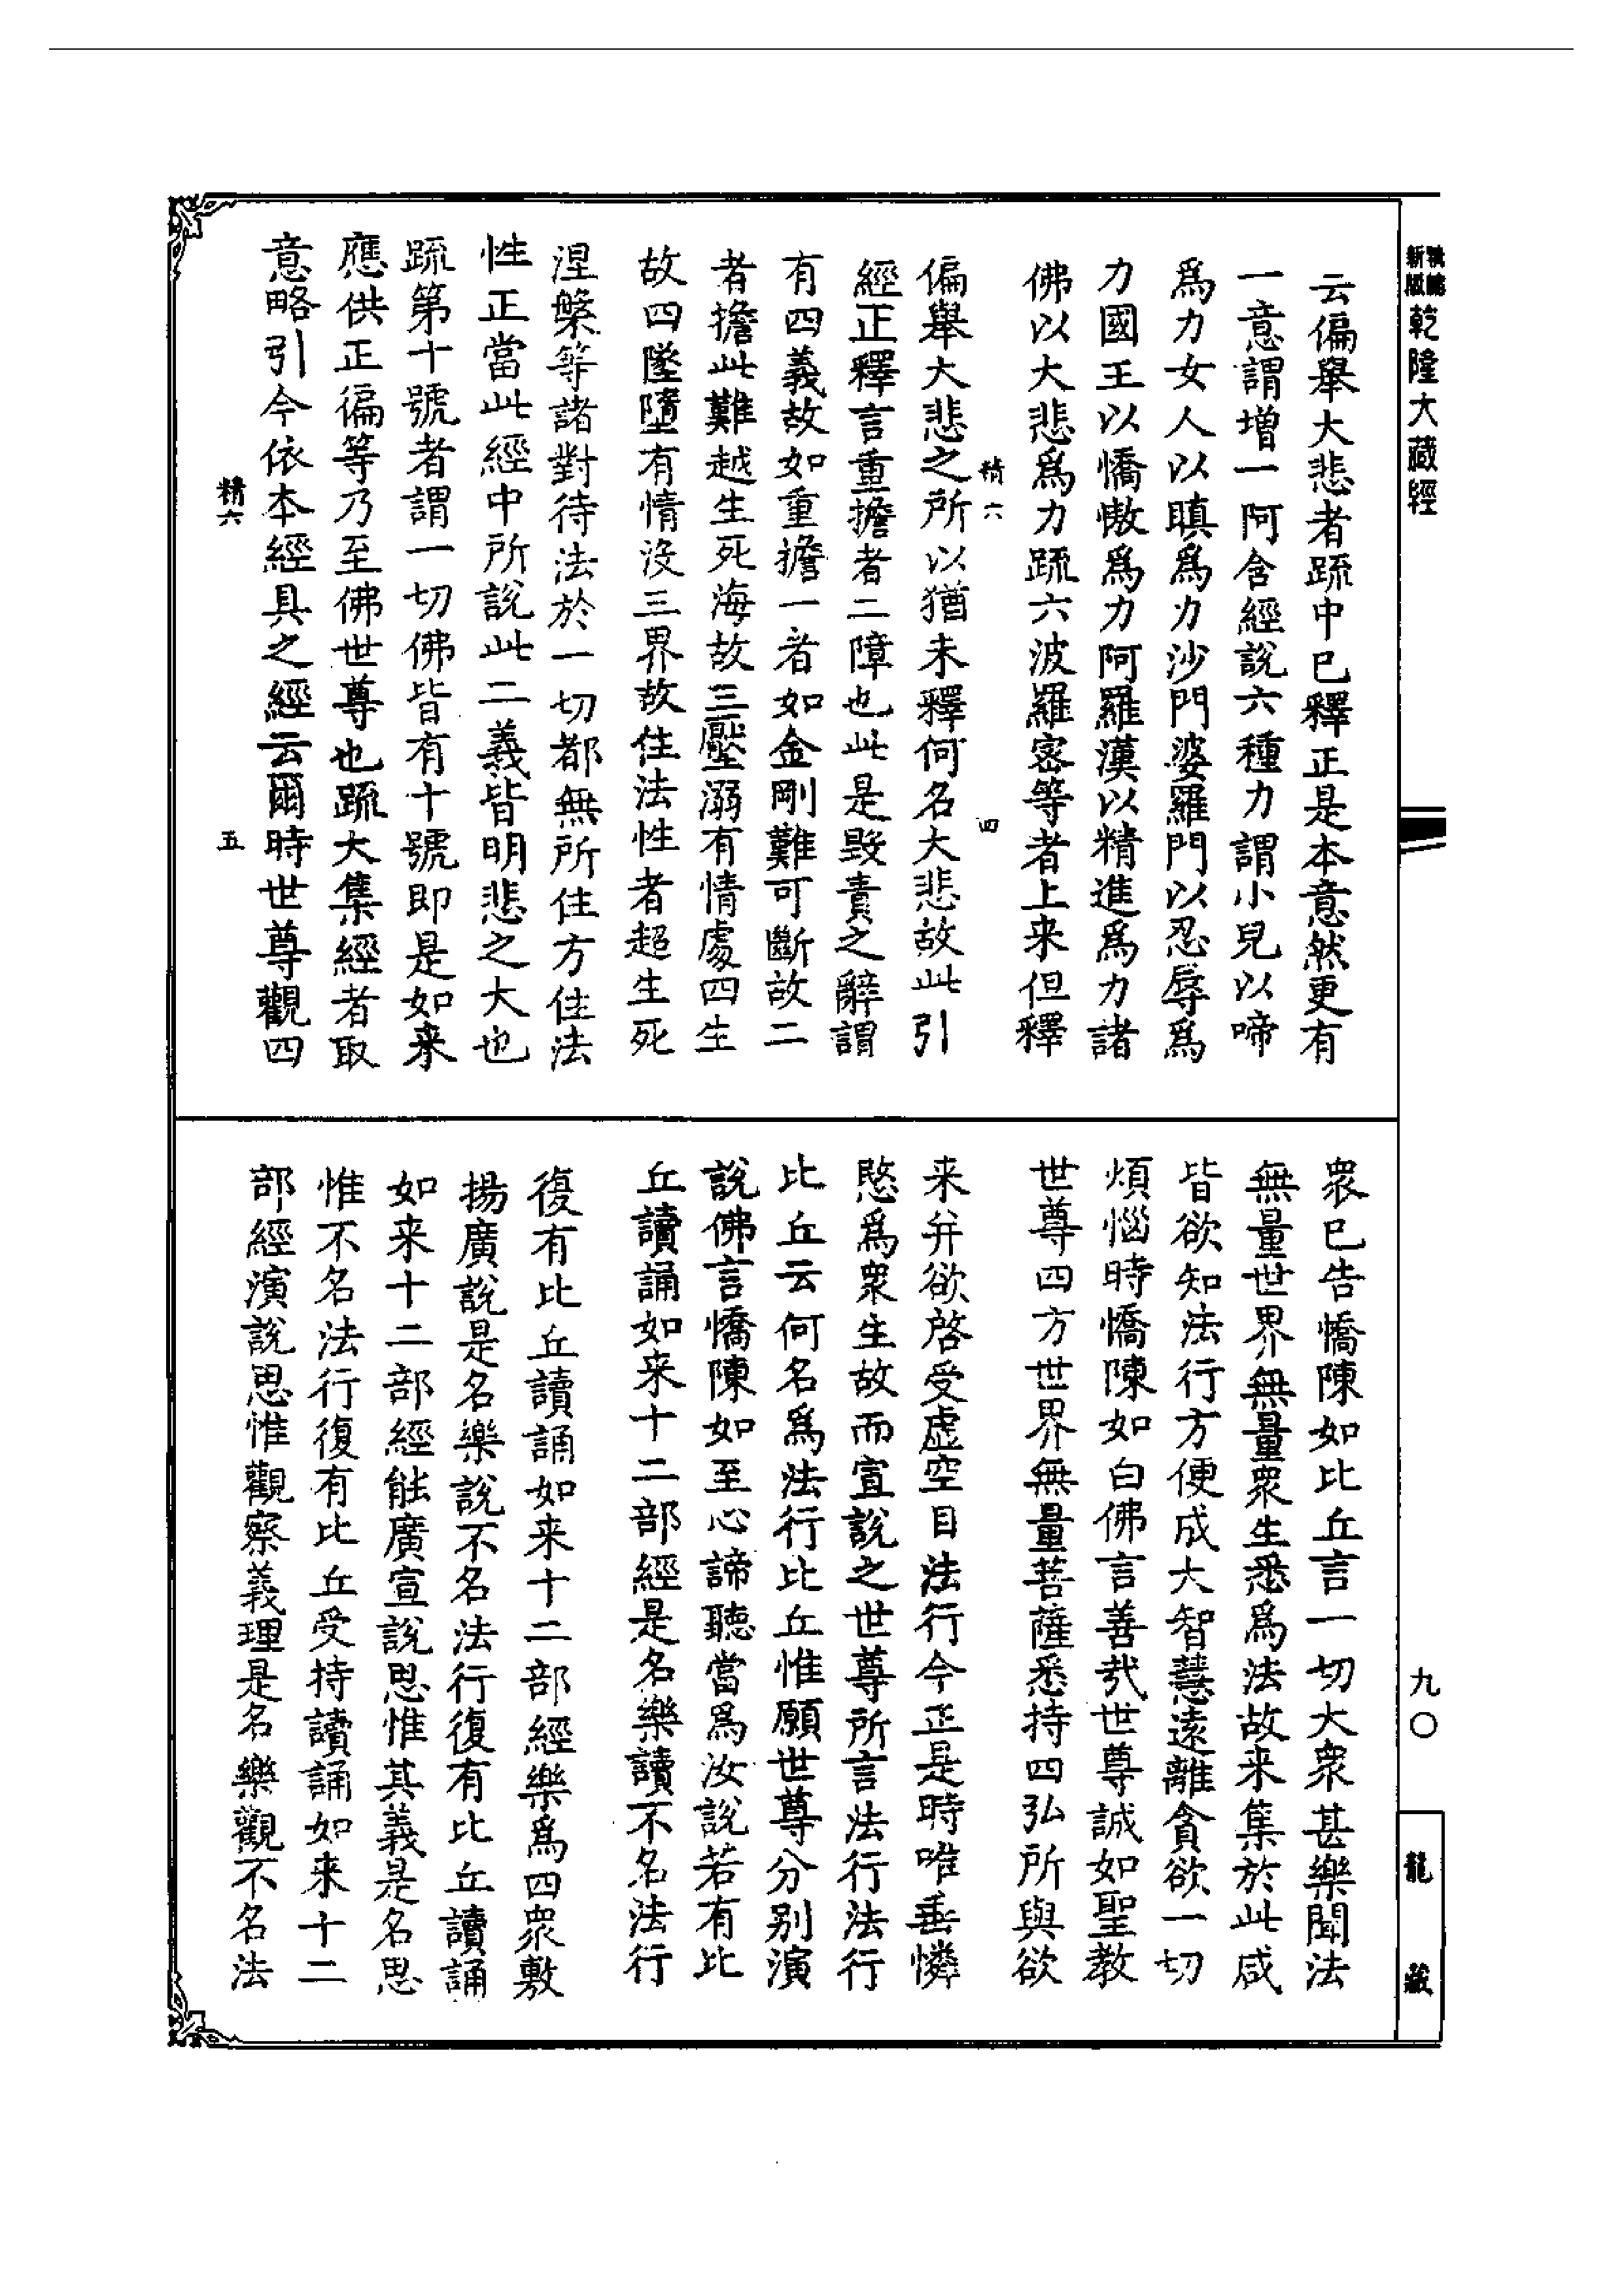 新版
乾隆大藏經
九〇
龍藏
云偏舉大悲者䟽中已釋正是本意然更有
一意謂增一阿含經說六種力謂小兒以啼
爲力女人以瞋爲力沙門婆羅門以忍辱爲
力國王以憍慠爲力阿羅漢以精進爲力諸
佛以大悲爲力䟽六波羅宻等者上来但釋
精六
四
偏舉大悲之所以猶未釋何名大悲故此引
經正釋言重擔者二障也此是毀責之辭謂
有四義故如重擔一者如金剛難可斷故二
者擔此難越生死海故三壓溺有情處四生
故四墜墮有情没三界故住法性者超生死
涅槃等諸對待法於一切都無所住方住法
性正當此經中所說此二義皆明悲之大也
䟽第十號者謂一切佛皆有十號即是如来
應供正徧等乃至佛世尊也䟽大集經者取
意略引今依本經具之經云爾時世尊觀四
精六
五
衆已告憍陳如比丘言一切大衆甚樂聞法
無量世界無量衆生悉爲法故来集於此咸
皆欲知法行方便成大智慧遠離貪欲一切
煩惱時憍陳如白佛言善哉世尊誠如聖教
世尊四方世界無量菩薩悉持四弘所與欲
来并欲啓受虚空目法行今正是時唯垂憐
愍爲衆生故而宣說之世尊所言法行法行
比丘云何名爲法行比丘惟願世尊分别演
說佛言憍陳如至心諦聽當爲汝說若有比
丘讀誦如来十二部經是名樂讀不名法行
復有比丘讀誦如来十二部經樂爲四衆敷
揚廣說是名樂說不名法行復有比丘讀誦
如来十二部經能廣宣說思惟其義是名思
惟不名法行復有比丘受持讀誦如来十二
部經演說思惟觀察義理是名樂觀不名法